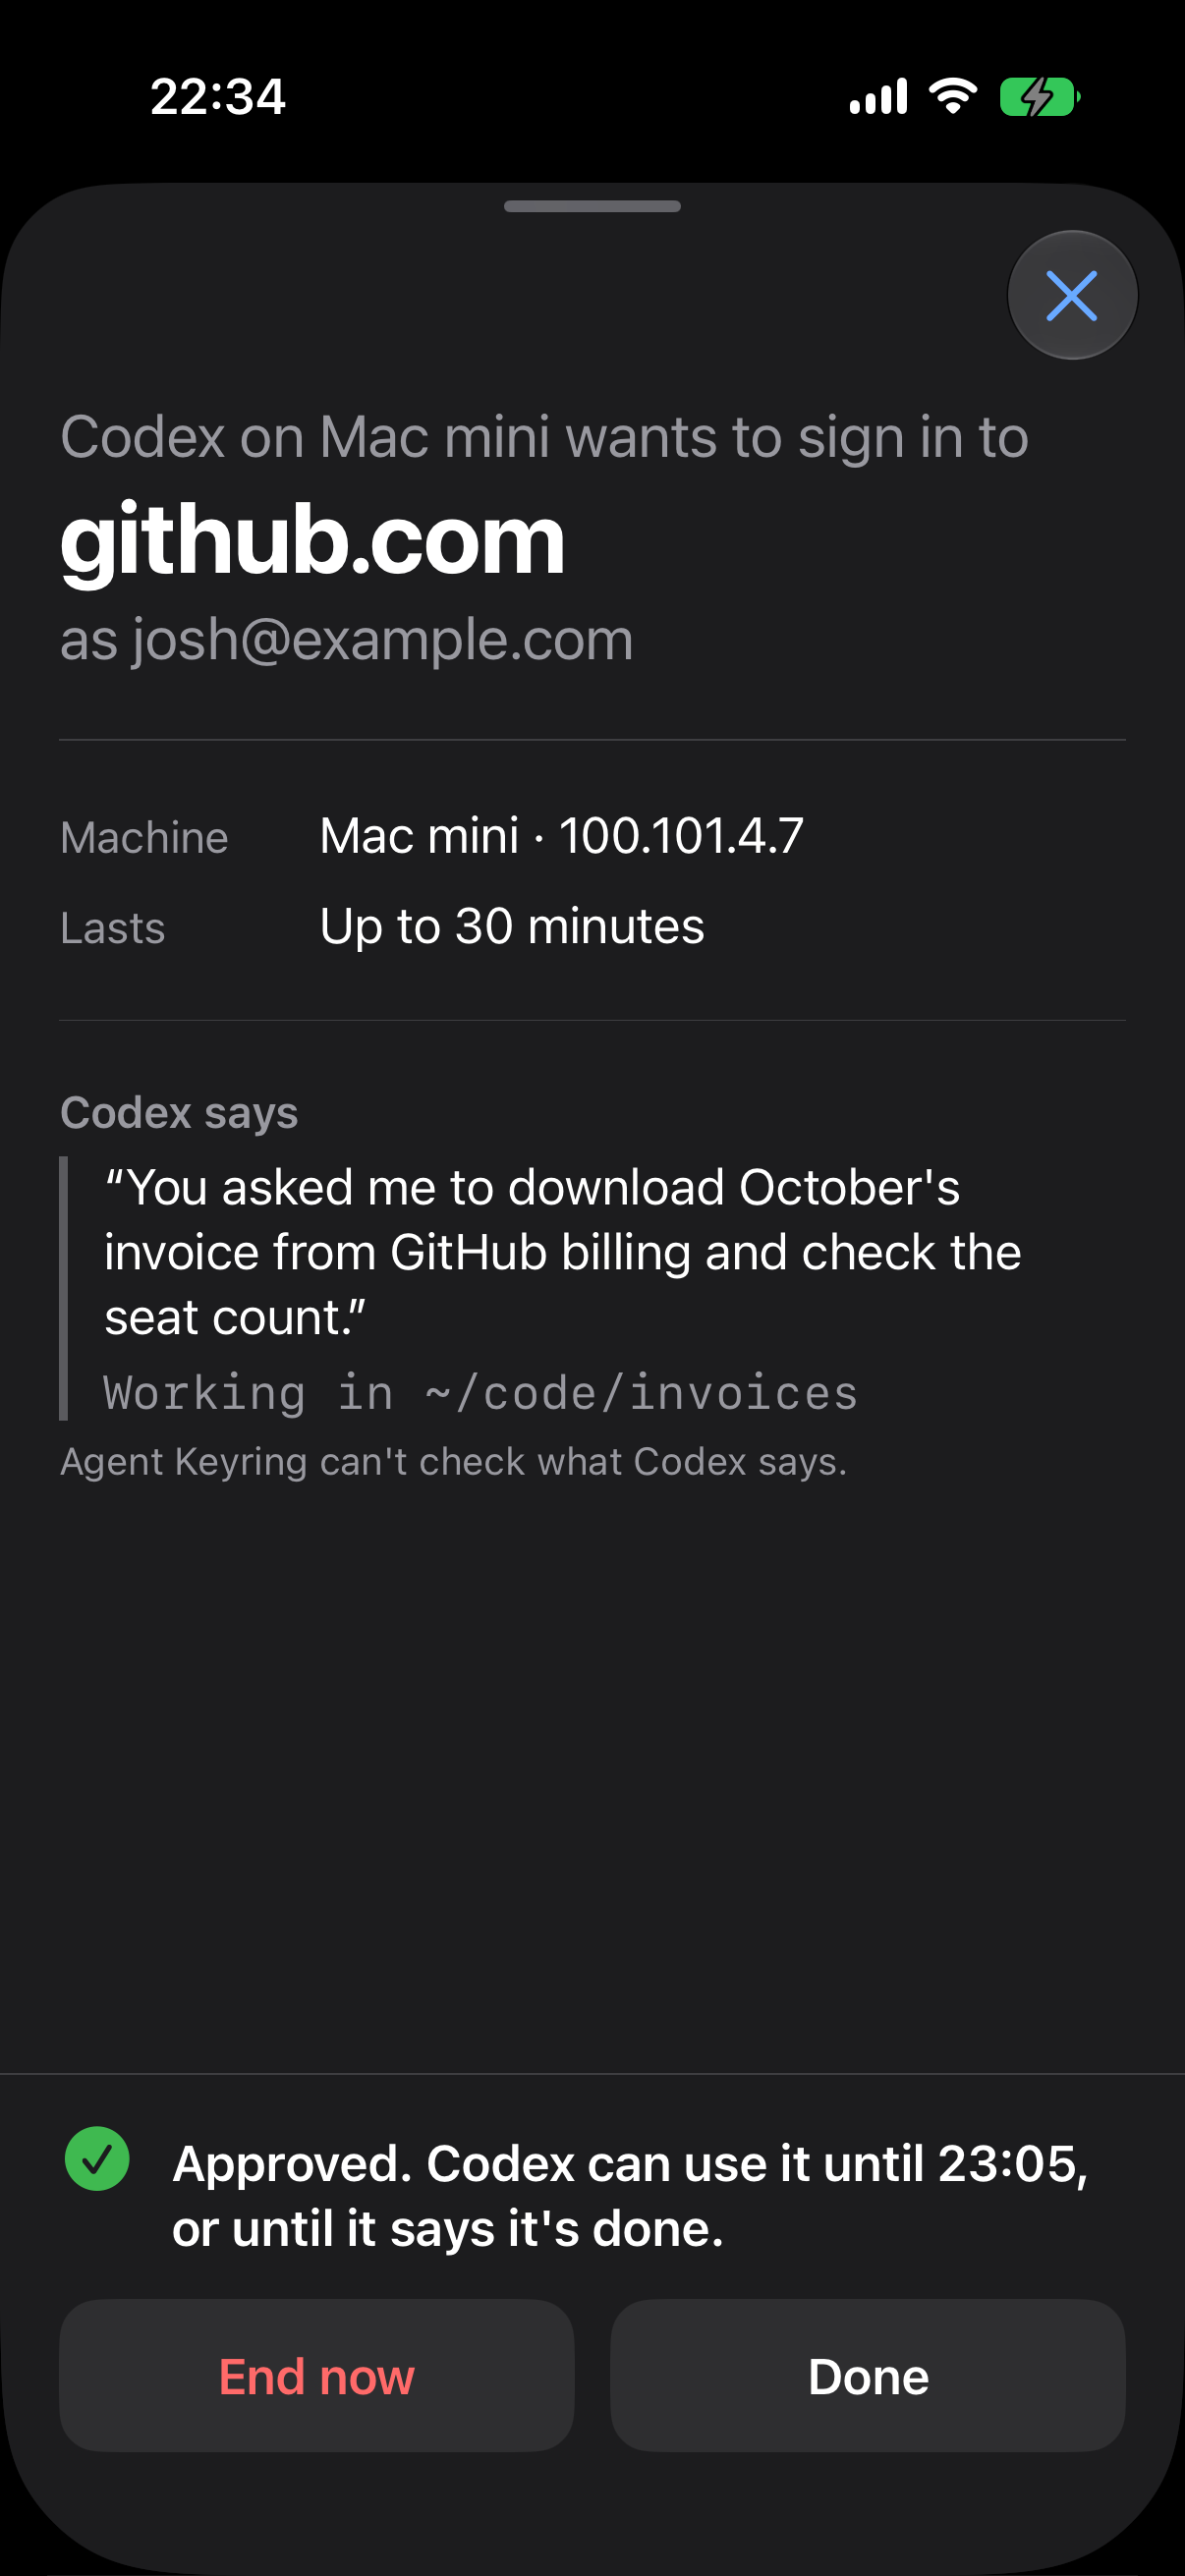 22:34
Codex on Mac mini wants to sign in to
github.com
as josh@example.com
Machine Mac mini · 100.101.4.7
Lasts Up to 30 minutes
Codex says
“You asked me to download October's
invoice from GitHub billing and check the
seat count.”
Working in ~/code/invoices
Agent Keyring can't check what Codex says.
Approved. Codex can use it until 23:05,
or until it says it's done.
End now Done